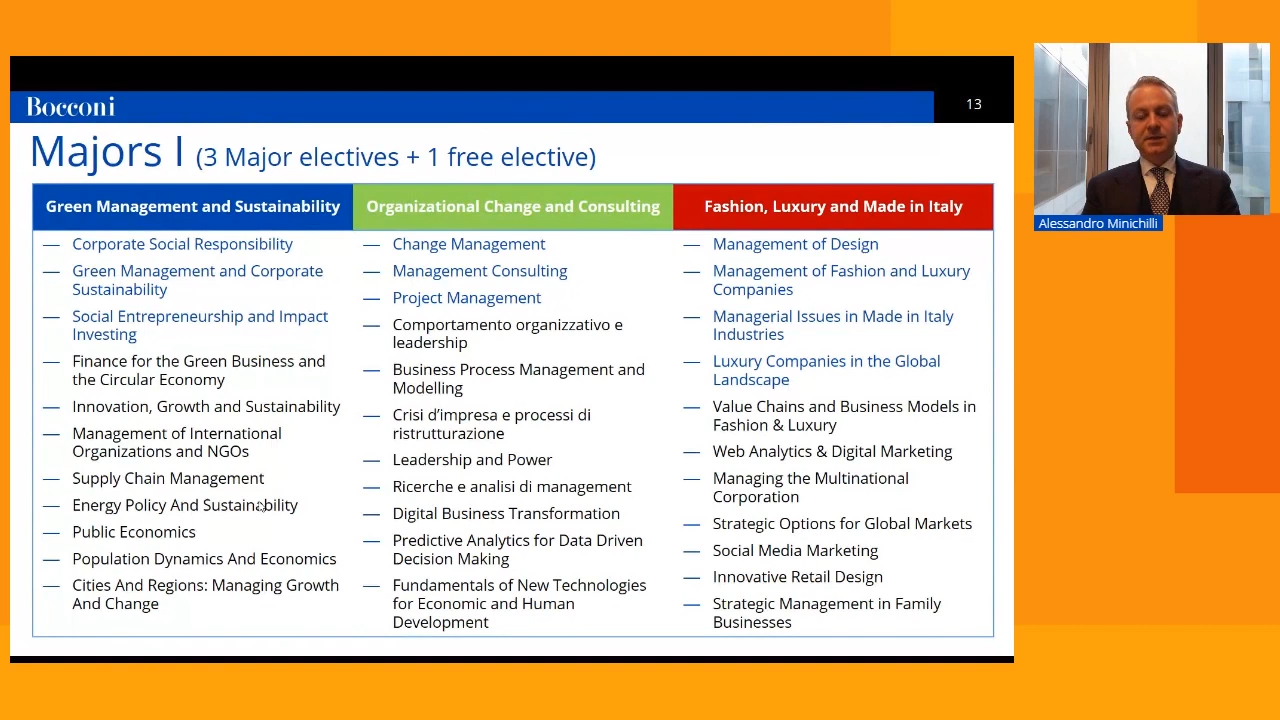 Bocconi
13
Majors I (3 Major electives + 1 free elective)
Green Management and Sustainability
— Corporate Social Responsibility
— Green Management and Corporate
Sustainability
— Social Entrepreneurship and Impact
Investing
— Finance for the Green Business and
the Circular Economy
— Innovation, Growth and Sustainability
— Management of International
Organizations and NGOs
— Supply Chain Management
— Energy Policy And Sustainability
— Public Economics
— Population Dynamics And Economics
— Cities And Regions: Managing Growth
And Change
Organizational Change and Consulting
— Change Management
— Management Consulting
— Project Management
— Comportamento organizzativo e
leadership
— Business Process Management and
Modelling
— Crisi d’impresa e processi di
ristrutturazione
— Leadership and Power
— Ricerche e analisi di management
— Digital Business Transformation
— Predictive Analytics for Data Driven
Decision Making
— Fundamentals of New Technologies
for Economic and Human
Development
Fashion, Luxury and Made in Italy
— Management of Design
— Management of Fashion and Luxury
Companies
— Managerial Issues in Made in Italy
Industries
— Luxury Companies in the Global
Landscape
— Value Chains and Business Models in
Fashion & Luxury
— Web Analytics & Digital Marketing
— Managing the Multinational
Corporation
— Strategic Options for Global Markets
— Social Media Marketing
— Innovative Retail Design
— Strategic Management in Family
Businesses
Alessandro Minichilli